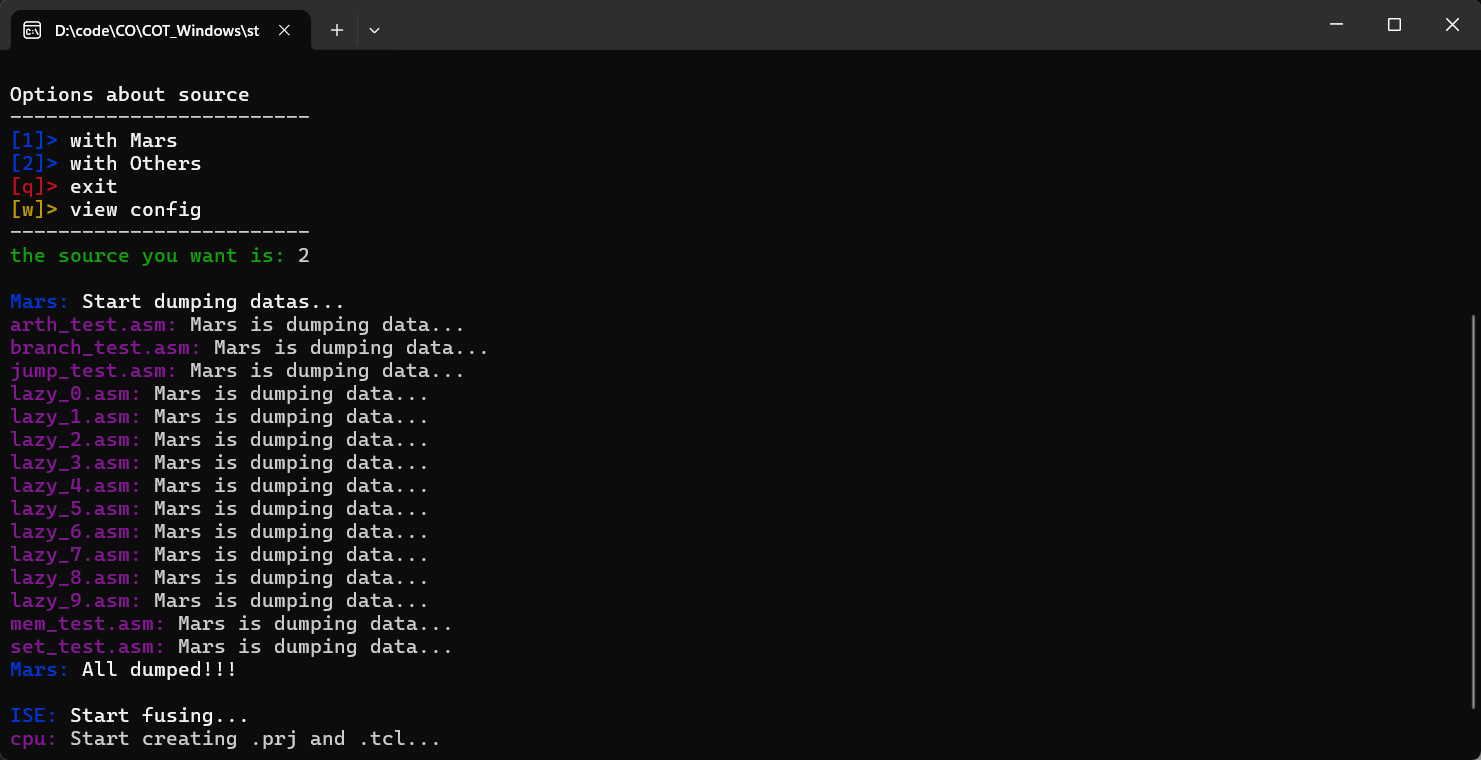 D:\code\CO\COT_Windows\st
Options about source
-------------------------
[1]> with Mars
[2]> with Others
[q]> exit
[w]> view config
-------------------------
the source you want is: 2
Mars: Start dumping datas...
arth_test.asm: Mars is dumping data...
branch_test.asm: Mars is dumping data...
jump_test.asm: Mars is dumping data...
lazy_0.asm: Mars is dumping data...
lazy_1.asm: Mars is dumping data...
lazy_2.asm: Mars is dumping data...
lazy_3.asm: Mars is dumping data...
lazy_4.asm: Mars is dumping data...
lazy_5.asm: Mars is dumping data...
lazy_6.asm: Mars is dumping data...
lazy_7.asm: Mars is dumping data...
lazy_8.asm: Mars is dumping data...
lazy_9.asm: Mars is dumping data...
mem_test.asm: Mars is dumping data...
set_test.asm: Mars is dumping data...
Mars: All dumped!!!
ISE: Start fusing...
cpu: Start creating .prj and .tcl...